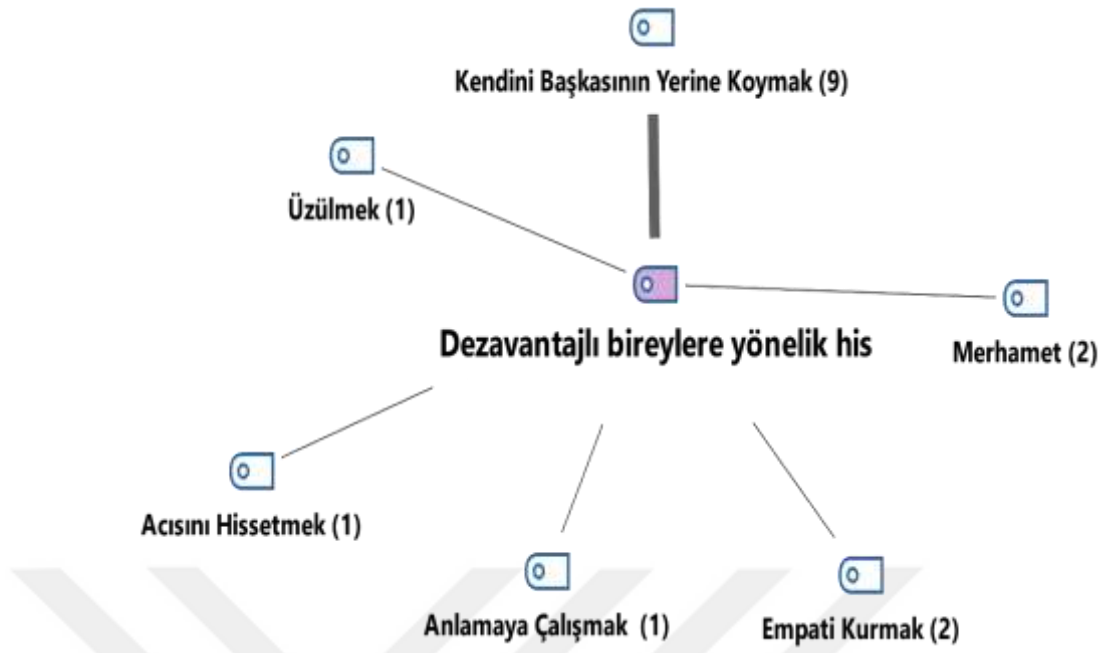 Kendini Başkasının Yerine Koymak (9)
Üzülmek (1)
Dezavantajlı bireylere yönelik his
Merhamet (2)
Acısını Hissetmek (1)
Anlamaya Çalışmak (1)
Empati Kurmak (2)